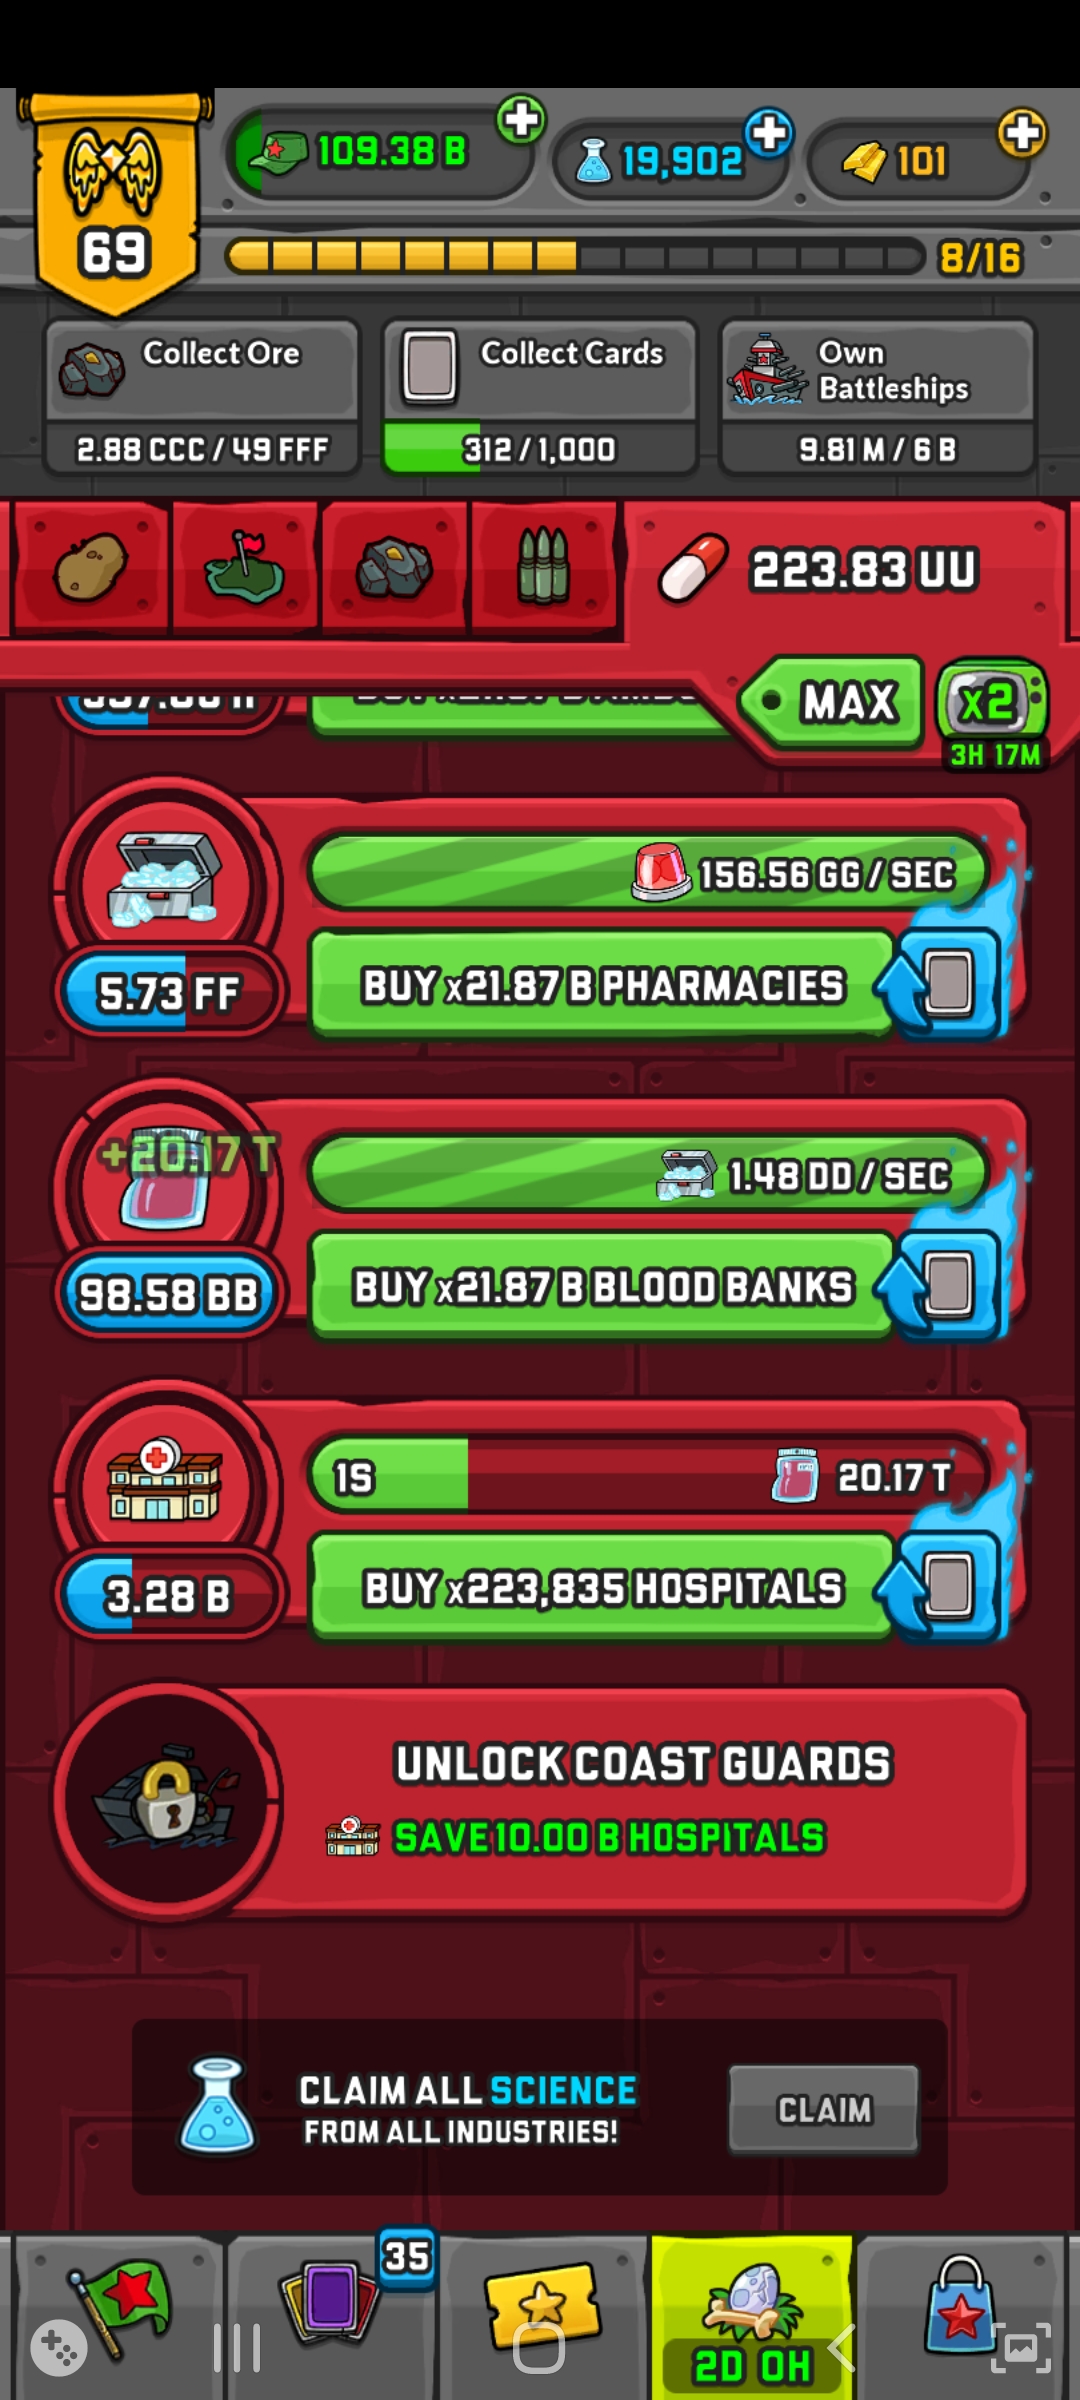 109.38 B
19,902
101
69
8/16
Collect Ore
2.88 CCC / 49 FFF
Collect Cards
312 / 1,000
Own
Battleships
9.81 M / 6 B
223.83 UU
MAX
x2
3H 17M
156.56 GG / SEC
5.73 FF
BUY x21.87 B PHARMACIES
+20.17 T
1.48 DD / SEC
98.58 BB
BUY x21.87 B BLOOD BANKS
1S
20.17 T
3.28 B
BUY x223,835 HOSPITALS
UNLOCK COAST GUARDS
SAVE 10.00 B HOSPITALS
CLAIM ALL SCIENCE
FROM ALL INDUSTRIES!
CLAIM
35
2D 0H